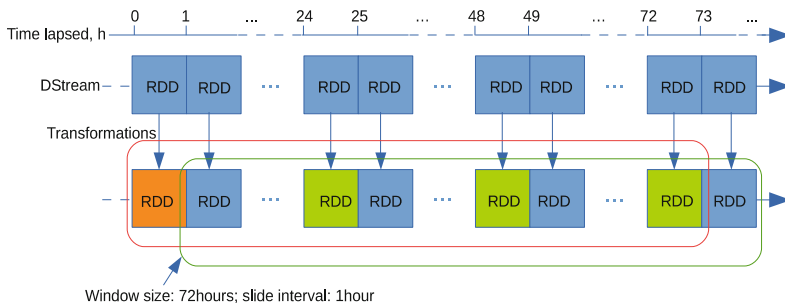 0 1 ... 24 25 ... 48 49 ... 72 73 ...
Time lapsed, h
DStream RDD RDD ... RDD RDD ... RDD RDD ... RDD RDD
Transformations
RDD RDD ... RDD RDD ... RDD RDD ... RDD RDD
Window size: 72hours; slide interval: 1hour